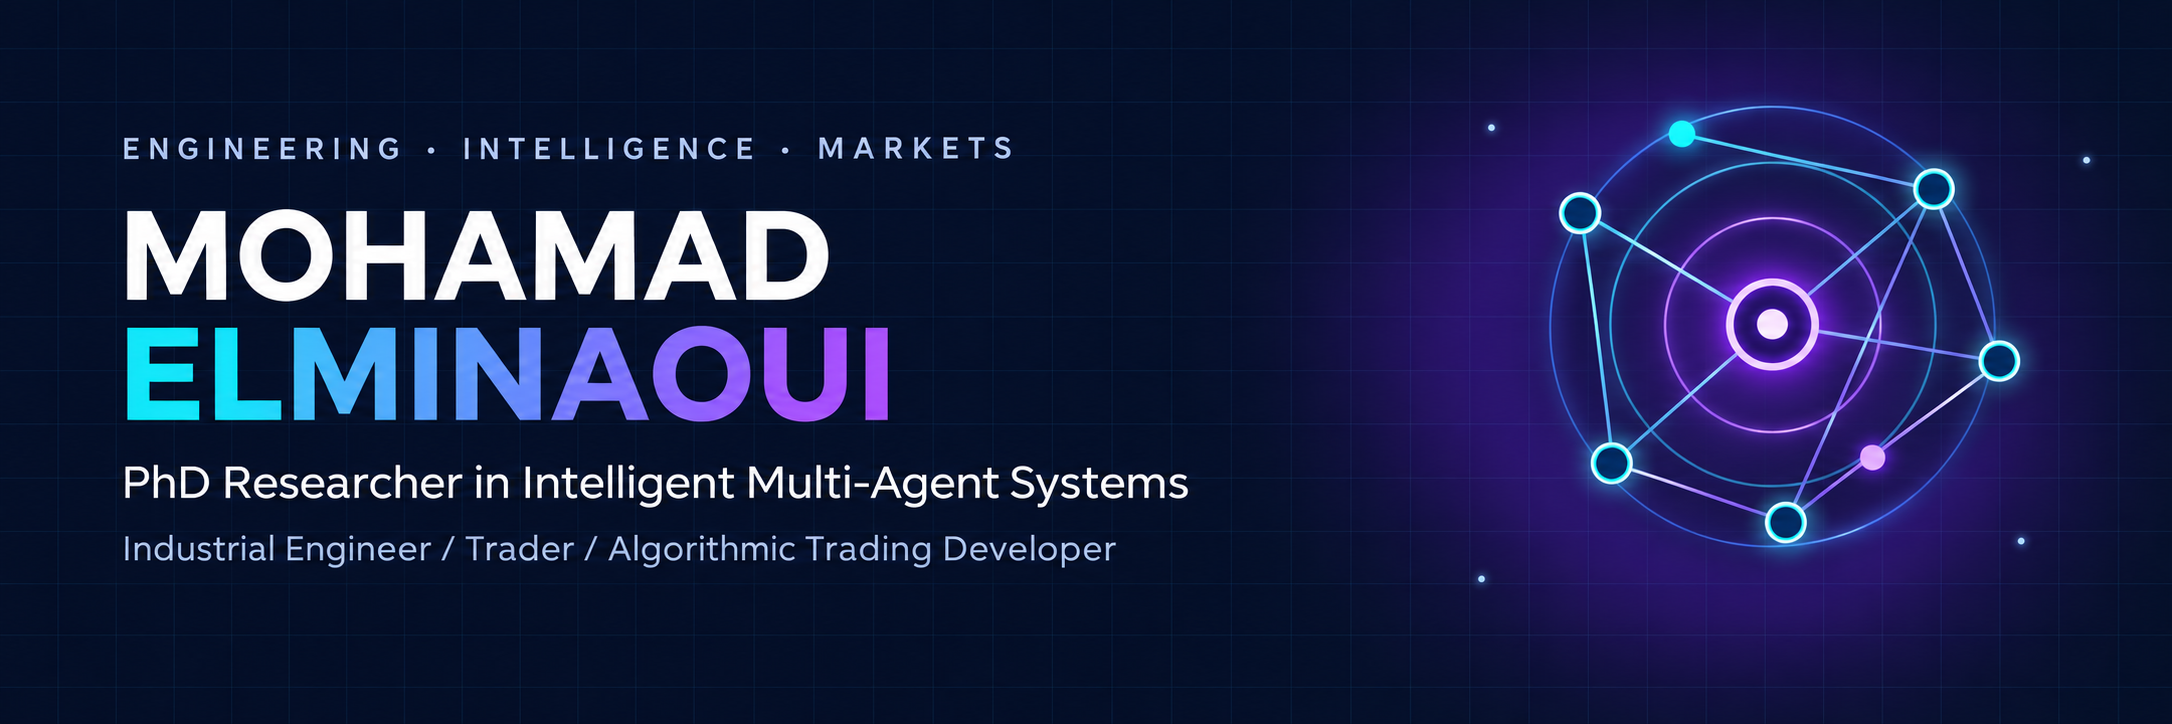 ENGINEERING · INTELLIGENCE · MARKETS
MOHAMAD
ELMINAOUI
PhD Researcher in Intelligent Multi-Agent Systems
Industrial Engineer / Trader / Algorithmic Trading Developer